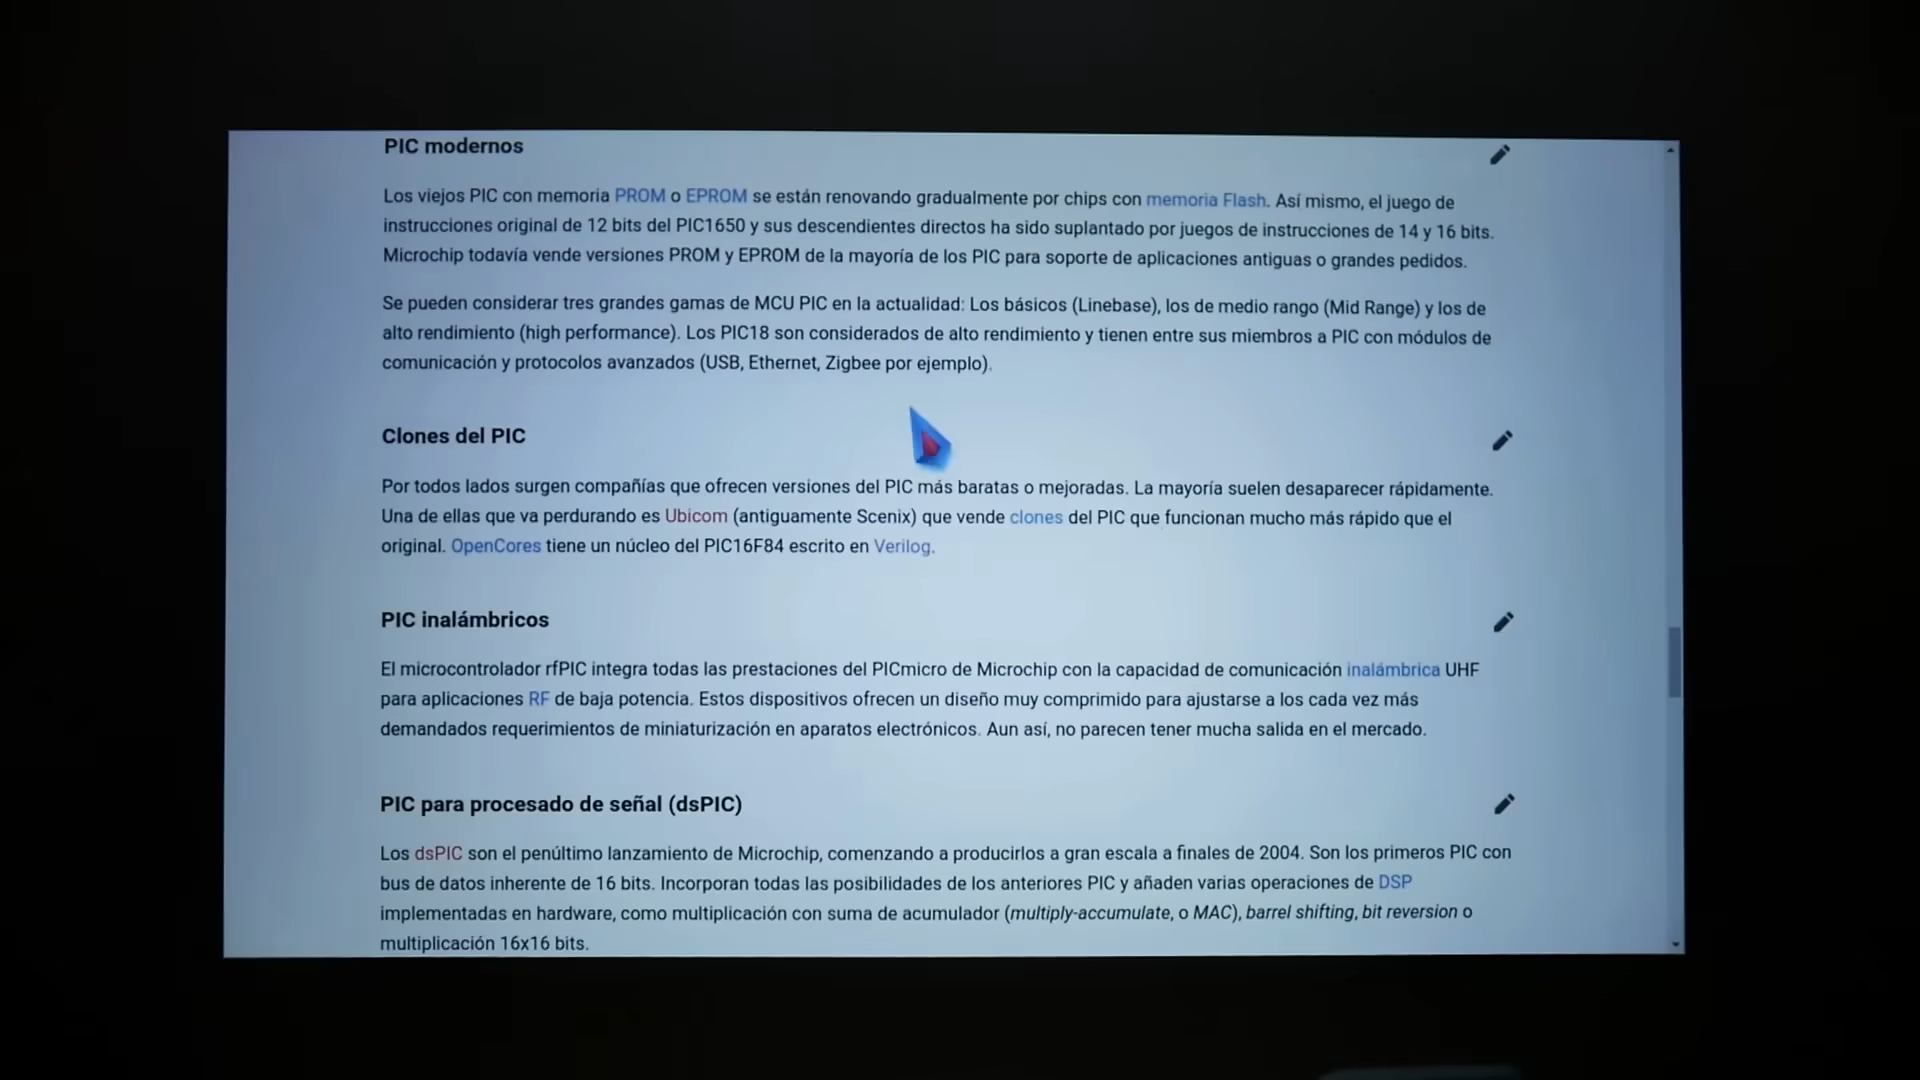 PIC modernos
Los viejos PIC con memoria PROM o EPROM se están renovando gradualmente por chips con memoria Flash. Así mismo, el juego de
instrucciones original de 12 bits del PIC1650 y sus descendientes directos ha sido suplantado por juegos de instrucciones de 14 y 16 bits.
Microchip todavía vende versiones PROM y EPROM de la mayoría de los PIC para soporte de aplicaciones antiguas o grandes pedidos.
Se pueden considerar tres grandes gamas de MCU PIC en la actualidad: Los básicos (Linebase), los de medio rango (Mid Range) y los de
alto rendimiento (high performance). Los PIC18 son considerados de alto rendimiento y tienen entre sus miembros a PIC con módulos de
comunicación y protocolos avanzados (USB, Ethernet, Zigbee por ejemplo).
Clones del PIC
Por todos lados surgen compañías que ofrecen versiones del PIC más baratas o mejoradas. La mayoría suelen desaparecer rápidamente.
Una de ellas que va perdurando es Ubicom (antiguamente Scenix) que vende clones del PIC que funcionan mucho más rápido que el
original. OpenCores tiene un núcleo del PIC16F84 escrito en Verilog.
PIC inalámbricos
El microcontrolador rfPIC integra todas las prestaciones del PICmicro de Microchip con la capacidad de comunicación inalámbrica UHF
para aplicaciones RF de baja potencia. Estos dispositivos ofrecen un diseño muy comprimido para ajustarse a los cada vez más
demandados requerimientos de miniaturización en aparatos electrónicos. Aun así, no parecen tener mucha salida en el mercado.
PIC para procesado de señal (dsPIC)
Los dsPIC son el penúltimo lanzamiento de Microchip, comenzando a producirlos a gran escala a finales de 2004. Son los primeros PIC con
bus de datos inherente de 16 bits. Incorporan todas las posibilidades de los anteriores PIC y añaden varias operaciones de DSP
implementadas en hardware, como multiplicación con suma de acumulador (multiply-accumulate, o MAC), barrel shifting, bit reversion o
multiplicación 16x16 bits.